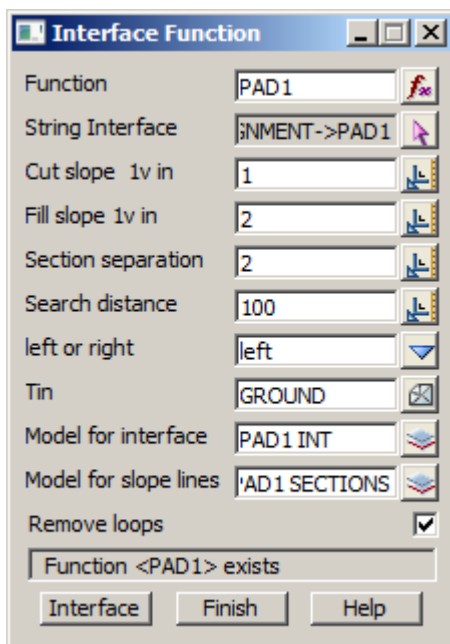 Interface Function
Function PAD1
String Interface GNMENT->PAD1
Cut slope 1v in 1
Fill slope 1v in 2
Section separation 2
Search distance 100
left or right left
Tin GROUND
Model for interface PAD1 INT
Model for slope lines 'AD1 SECTIONS
Remove loops
Function <PAD1> exists
Interface Finish Help